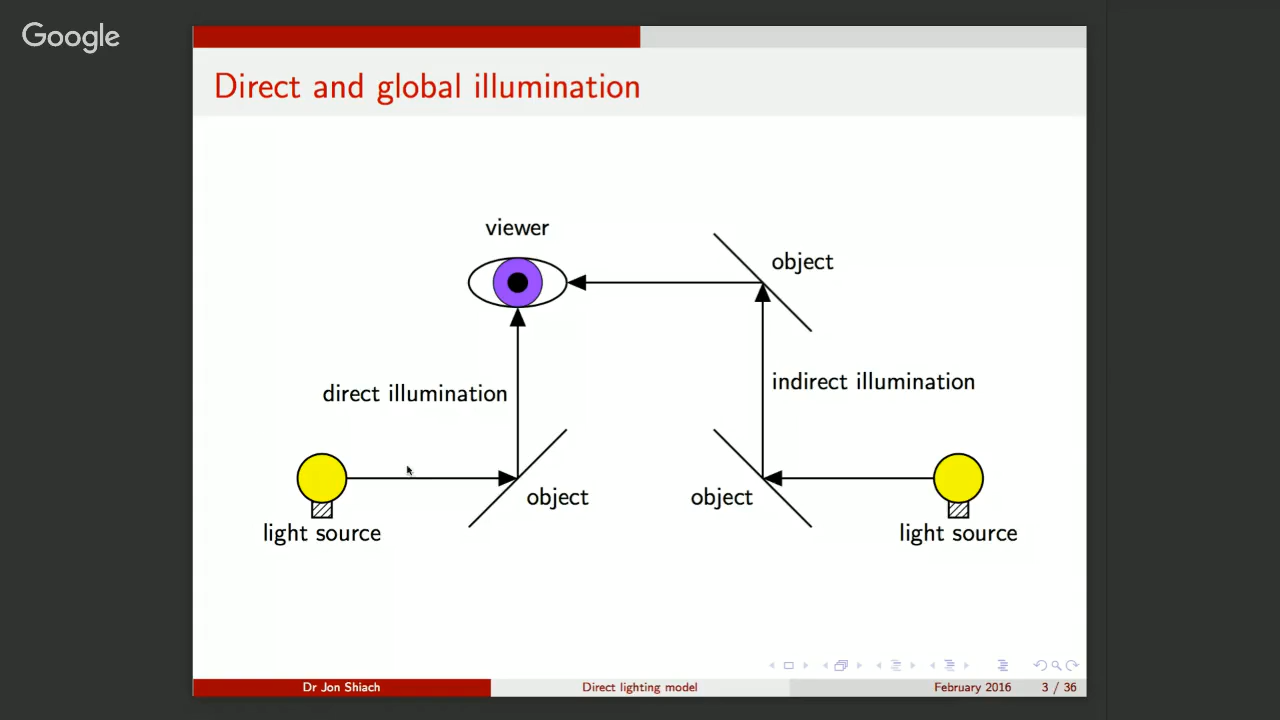 Google
Direct and global illumination
viewer
object
direct illumination
indirect illumination
object
object
light source
light source
Dr Jon Shiach
Direct lighting model
February 2016
3 / 36